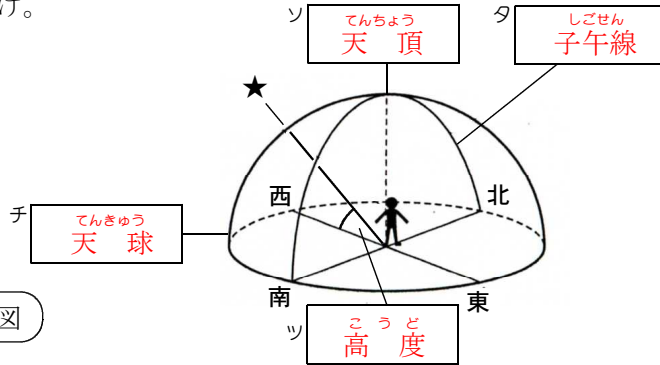 け。
ソ
てんちょう
天 頂
タ
しごせん
子午線
★
西
北
チ
てんきゅう
天 球
南
東
図
ツ
こうど
高 度